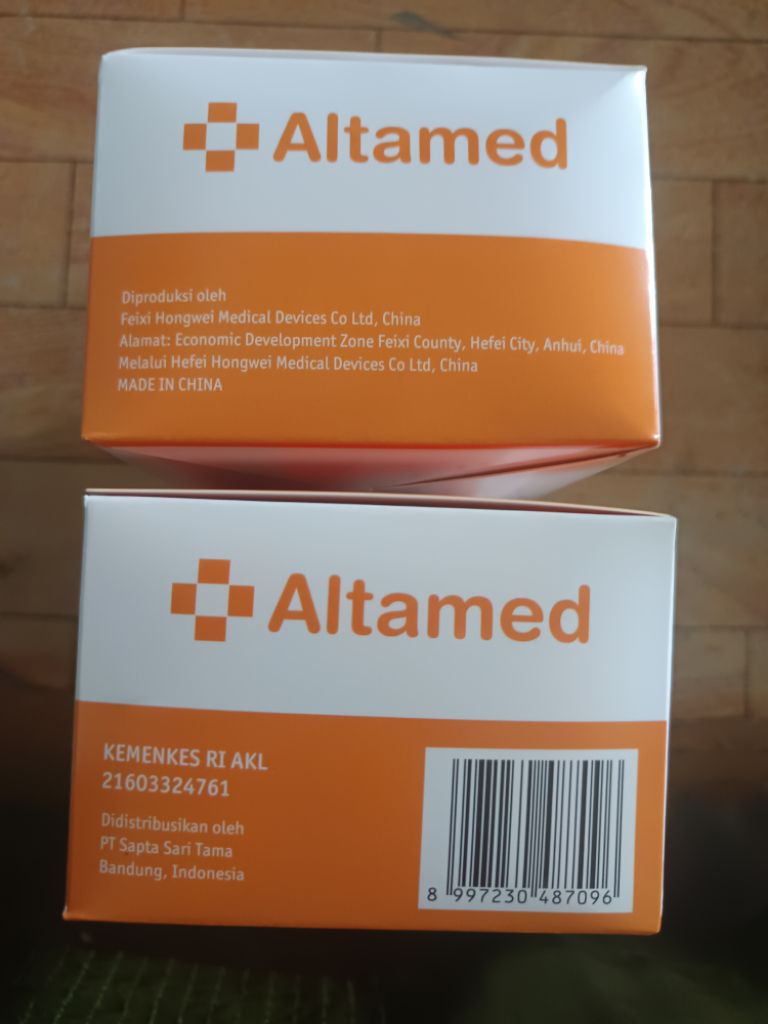 Altamed
Diproduksi oleh
Feixi Hongwei Medical Devices Co Ltd, China
Alamat: Economic Development Zone Feixi County, Hefei City, Anhui, China
Melalui Hefei Hongwei Medical Devices Co Ltd, China
MADE IN CHINA
Altamed
KEMENKES RI AKL
21603324761
Didistribusikan oleh
PT Sapta Sari Tama
Bandung, Indonesia
8 997230 487096